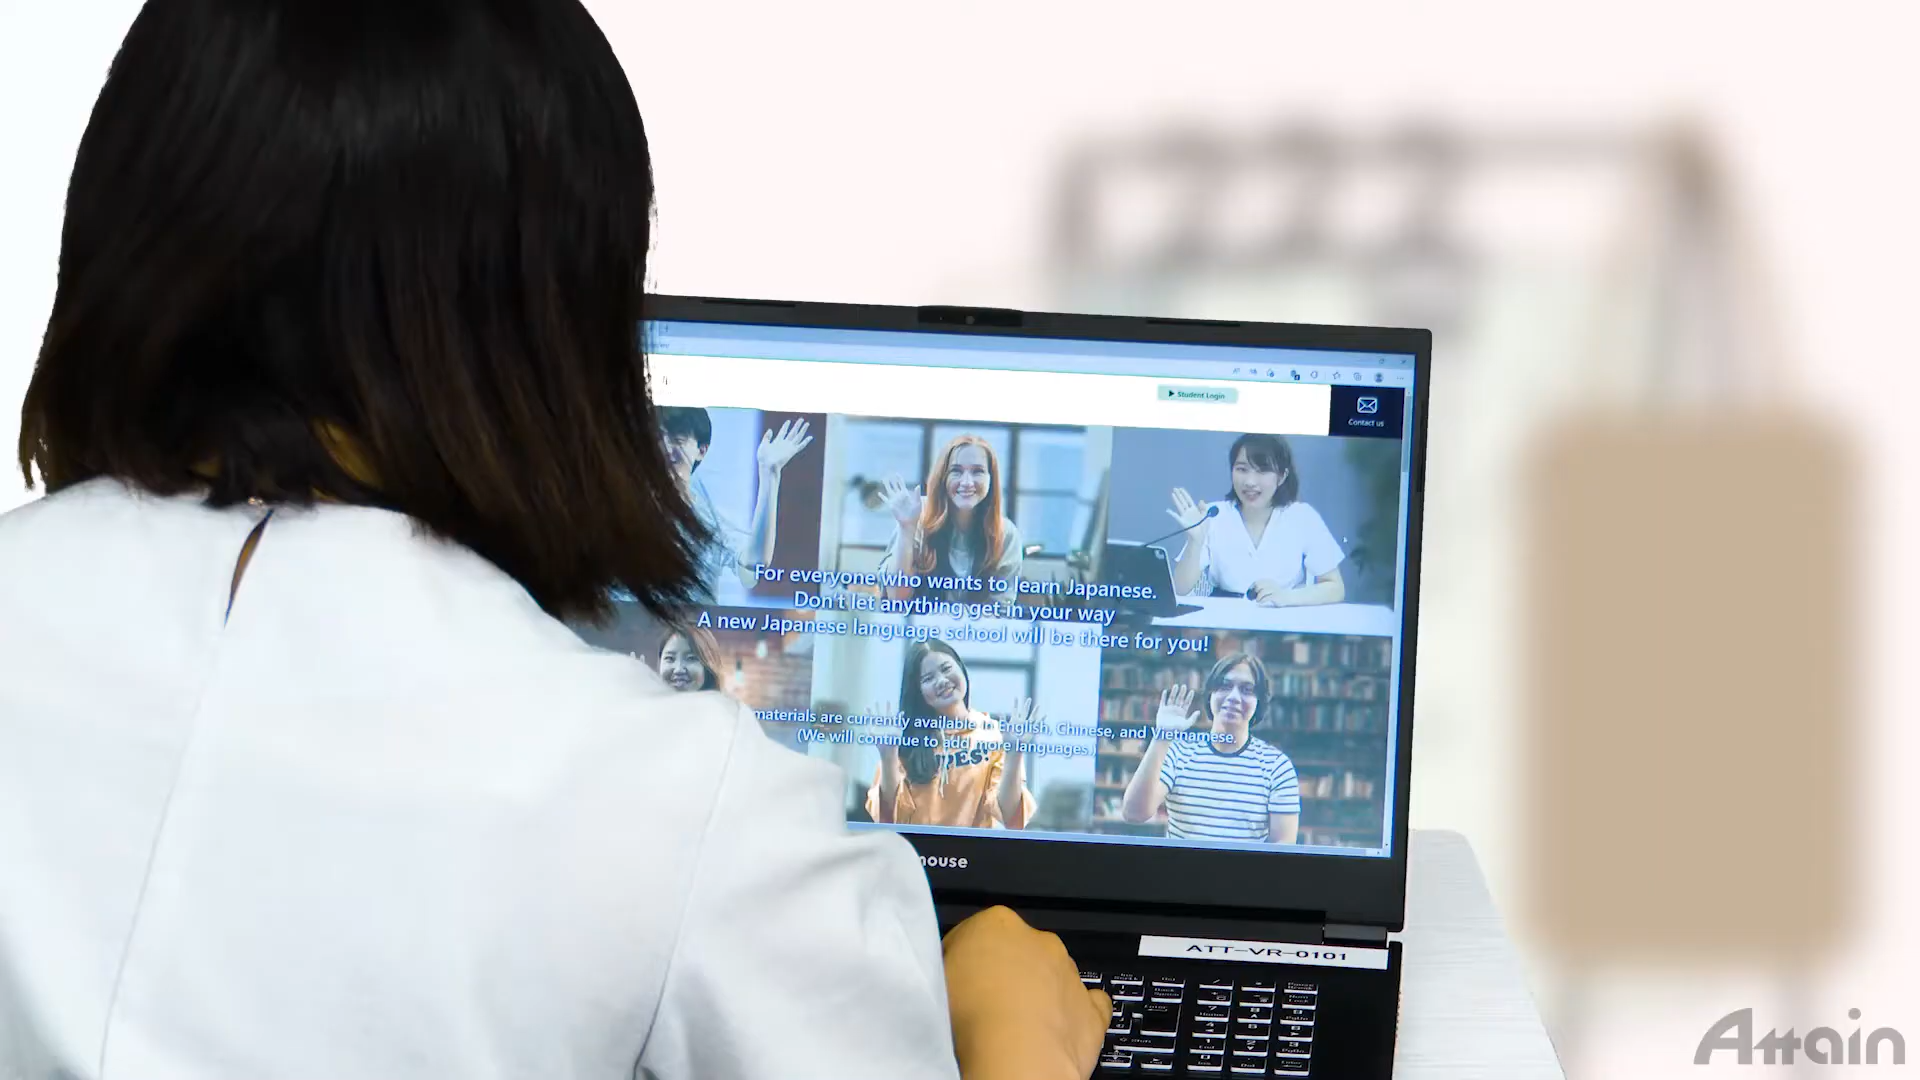 Student Login
Contact us
For everyone who wants to learn Japanese.
Don't let anything get in your way
A new Japanese language school will be there for you!
materials are currently available in English, Chinese, and Vietnamese.
(We will continue to add more languages.)
mouse
ATT-VR-0101
Attain